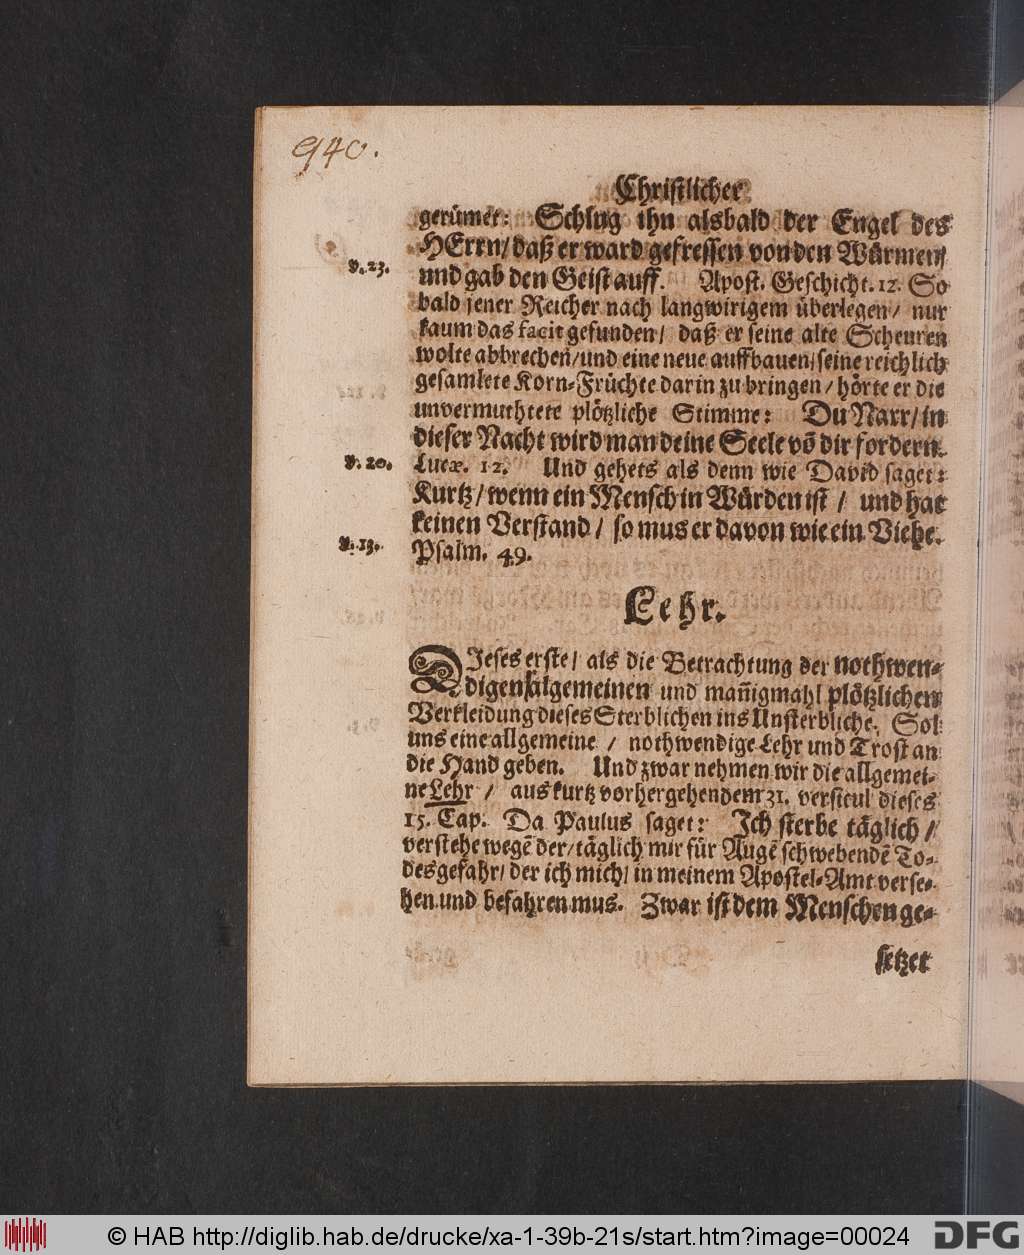 940.
Christlicher
gerümet: Schlug ihn alsbald der Engel des
HErrn/ daß er ward gefressen von den Würmen/
v. 23.
und gab den Geist auff. Apost. Geschicht. 12. So
bald jener Reicher nach langwirigem überlegen/ nur
kaum das facit gefunden/ daß er seine alte Scheuren
wolte abbrechen/ und eine neue auffbauen/ seine reichlich
gesamlete Korn-Früchte darin zu bringen/ hörte er die
unvermuthtete plötzliche Stimme: Du Narr/ in
dieser Nacht wird man deine Seele võ dir fordern.
v. 20.
Lucæ. 12. Und gehets als denn wie David saget:
Kurtz/ wenn ein Mensch in Würden ist / und hat
keinen Verstand / so mus er davon wie ein Viehe.
v. 13.
Psalm. 49.
Lehr.
DJeses erste/ als die Betrachtung der nothwen-
digen/ algemeinen und mañigmahl plötzlichen
Verkleidung dieses Sterblichen ins Unsterbliche. Sol
uns eine allgemeine / nothwendige Lehr und Trost an
die Hand geben. Und zwar nehmen wir die allgemei-
ne Lehr / aus kurtz vorhergehendem 31. versicul dieses
15. Cap. Da Paulus saget: Jch sterbe täglich /
verstehe wegẽ der/ täglich mir für Augẽ schwebendẽ To-
desgefahr/ der ich mich/ in meinem Apostel-Amt verse-
hen und befahren mus. Zwar ist dem Menschen ge-
setzet
© HAB http://diglib.hab.de/drucke/xa-1-39b-21s/start.htm?image=00024
DFG